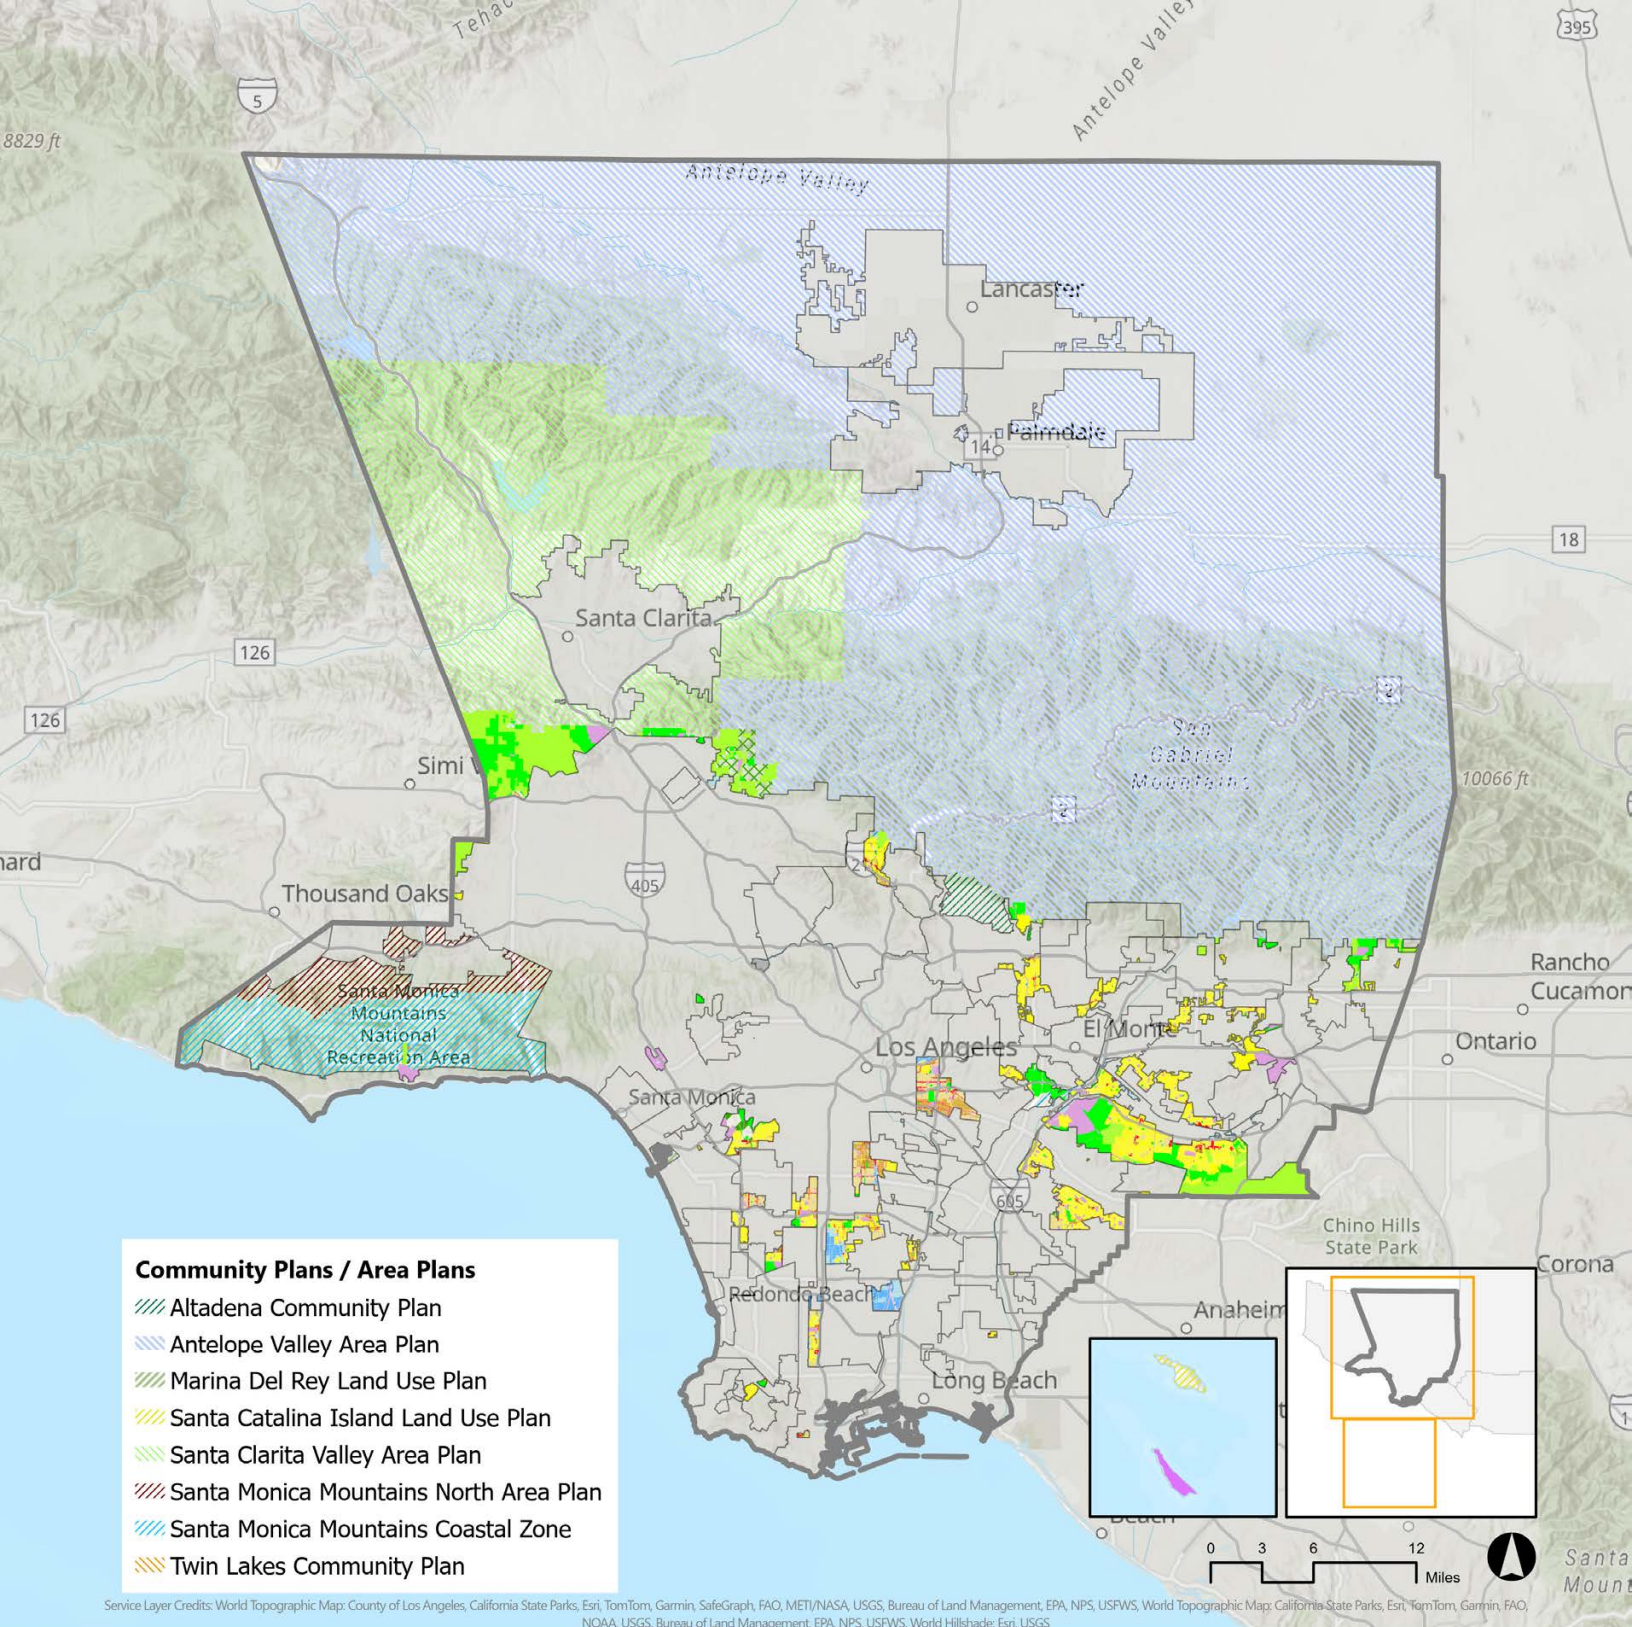 Tehac
Antelope Valley
395
5
8829 ft
Antelope Valley
Lancaster
14
Palmdale
18
Santa Clarita
126
126
2
San
Gabriel
Mountains
2
10066 ft
Simi V
405
Thousand Oaks
nard
Rancho
Cucamon
Santa Monica
Mountains
National
Recreation Area
El Monte
Los Angeles
Ontario
Santa Monica
605
Chino Hills
State Park
Corona
Redondo Beach
Anaheim
Long Beach
Beach
Community Plans / Area Plans
Altadena Community Plan
Antelope Valley Area Plan
Marina Del Rey Land Use Plan
Santa Catalina Island Land Use Plan
Santa Clarita Valley Area Plan
Santa Monica Mountains North Area Plan
Santa Monica Mountains Coastal Zone
Twin Lakes Community Plan
0 3 6 12
Miles
Santa
Mount
Service Layer Credits: World Topographic Map: County of Los Angeles, California State Parks, Esri, TomTom, Garmin, SafeGraph, FAO, METI/NASA, USGS, Bureau of Land Management, EPA, NPS, USFWS, World Topographic Map: California State Parks, Esri, TomTom, Garmin, FAO,
NOAA, USGS, Bureau of Land Management, EPA, NPS, USFWS, World Hillshade: Esri, USGS